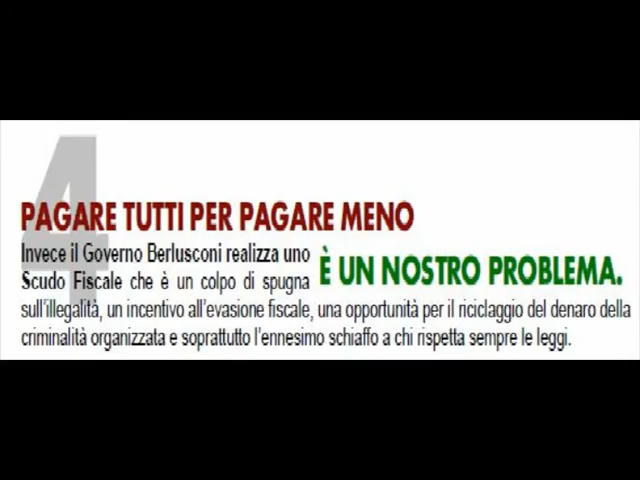 4
PAGARE TUTTI PER PAGARE MENO
Invece il Governo Berlusconi realizza uno
Scudo Fiscale che è un colpo di spugna
È UN NOSTRO PROBLEMA.
sull'illegalità, un incentivo all'evasione fiscale, una opportunità per il riciclaggio del denaro della
criminalità organizzata e soprattutto l'ennesimo schiaffo a chi rispetta sempre le leggi.